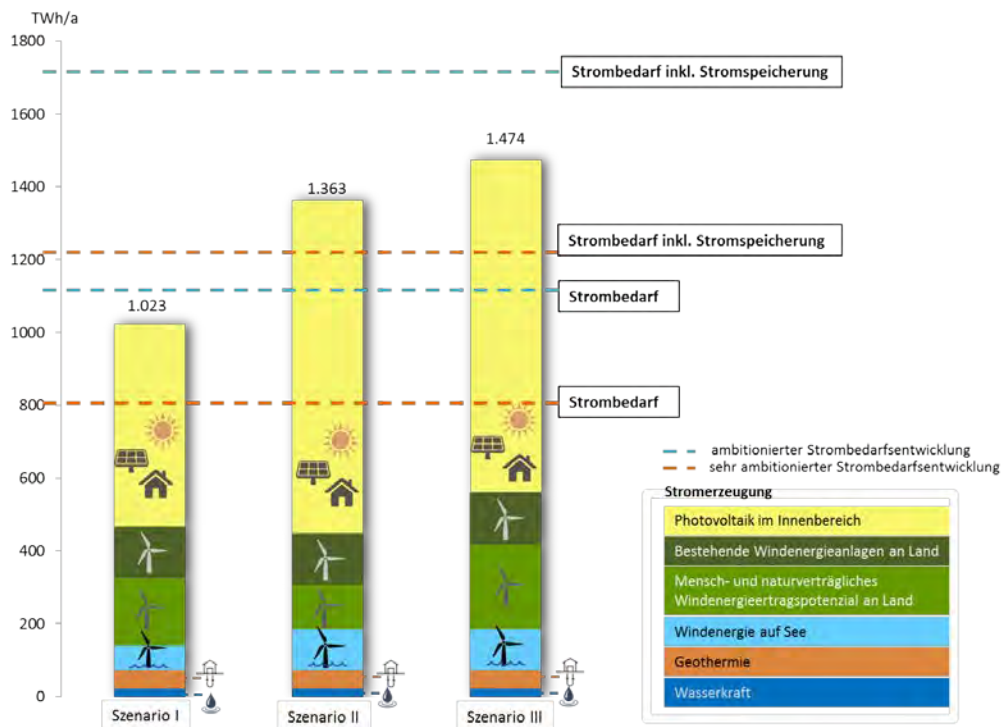 TWh/a
1800
Strombedarf inkl. Stromspeicherung
1600
1.474
1400
1.363
Strombedarf inkl. Stromspeicherung
1200
Strombedarf
1.023
1000
800
Strombedarf
ambitionierter Strombedarfsentwicklung
sehr ambitionierter Strombedarfsentwicklung
600
Stromerzeugung
Photovoltaik im Innenbereich
Bestehende Windenergieanlagen an Land
400
Mensch- und naturverträgliches
Windenergieertragspotenzial an Land
200
Windenergie auf See
Geothermie
Wasserkraft
0
Szenario I
Szenario II
Szenario III